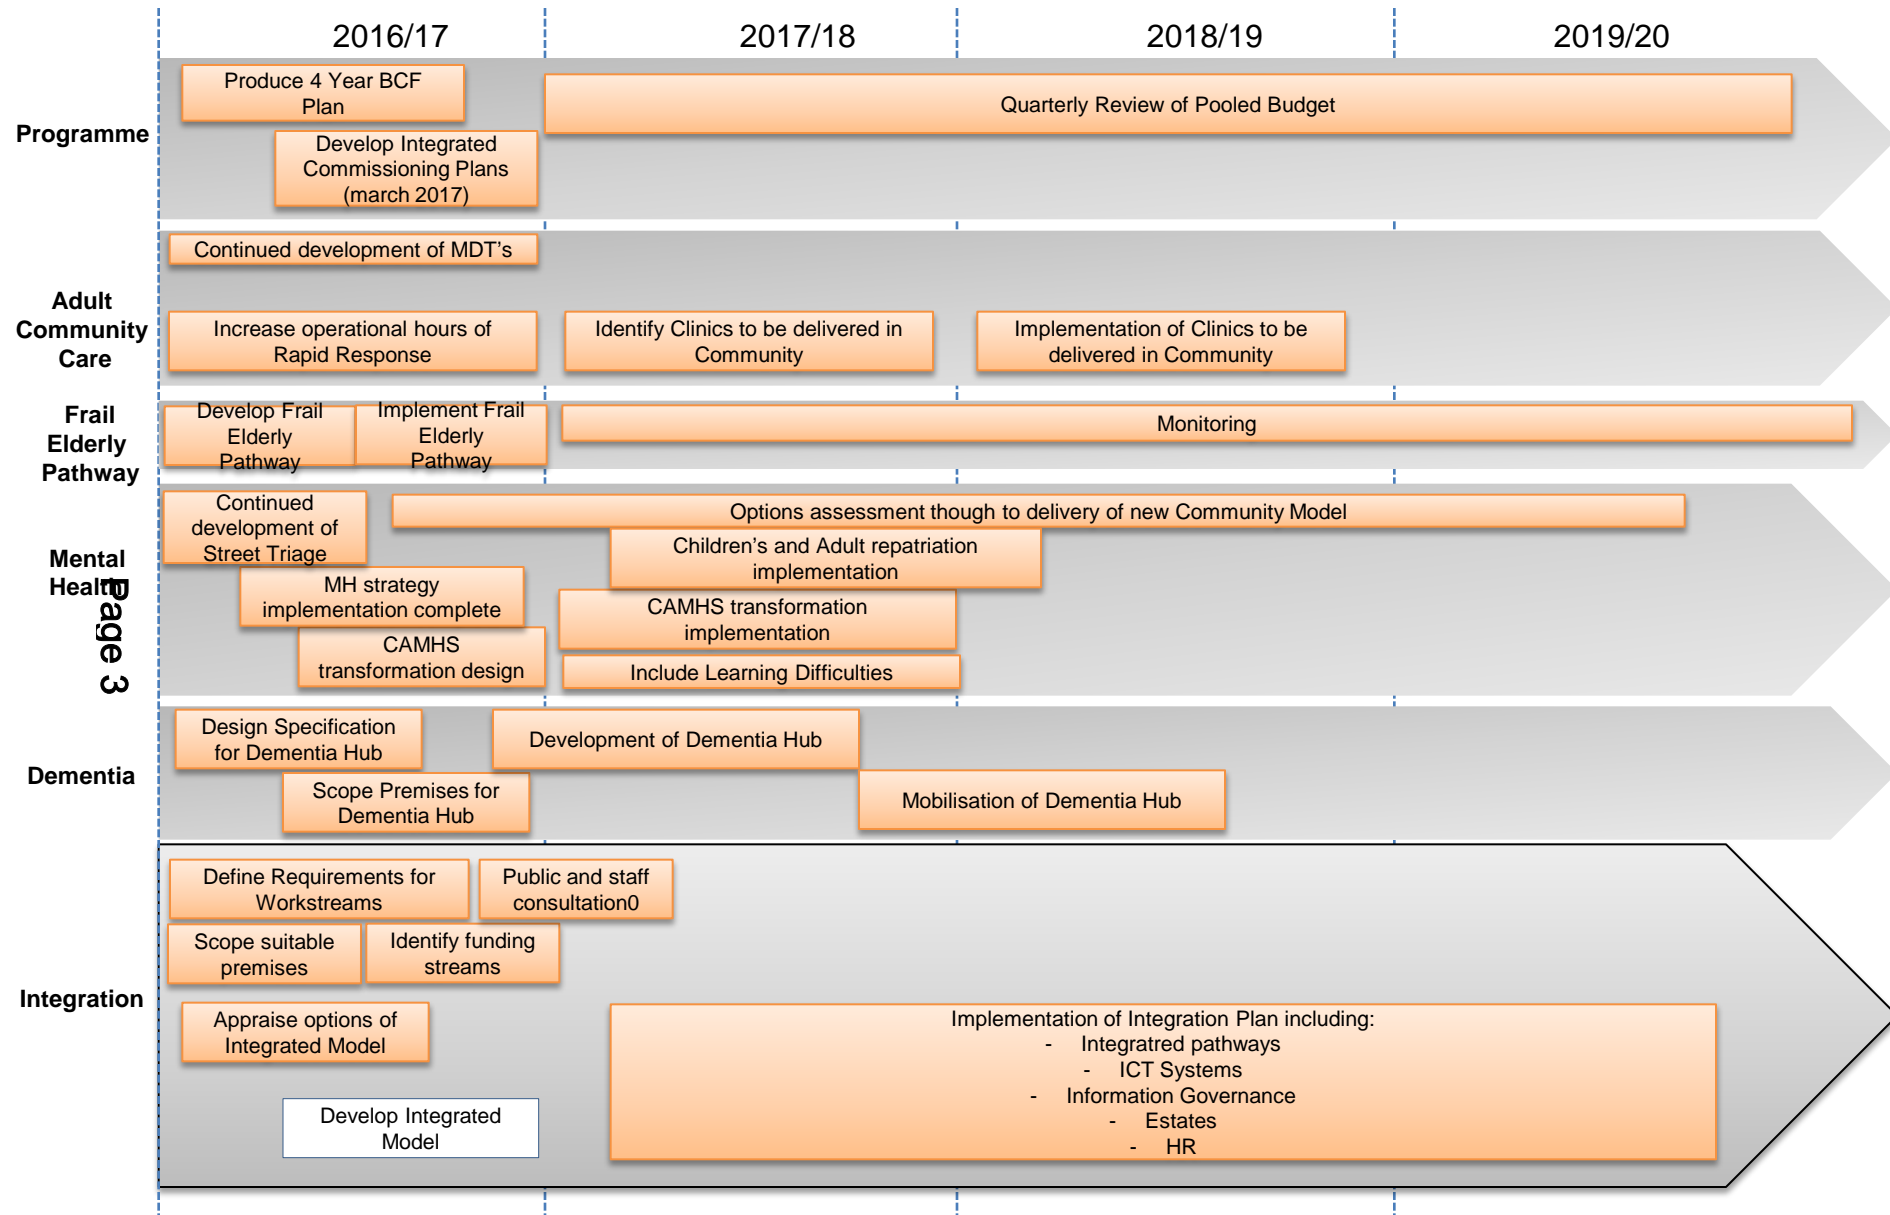 2016/17
2017/18
2018/19
2019/20
Programme
Produce 4 Year BCF
Plan
Quarterly Review of Pooled Budget
Develop Integrated
Commissioning Plans
(march 2017)
Adult
Community
Care
Continued development of MDT's
Increase operational hours of
Rapid Response
Identify Clinics to be delivered in
Community
Implementation of Clinics to be
delivered in Community
Frail
Elderly
Pathway
Develop Frail
Elderly
Pathway
Implement Frail
Elderly
Pathway
Monitoring
Mental
Health
Continued
development of
Street Triage
Options assessment though to delivery of new Community Model
Children's and Adult repatriation
implementation
MH strategy
implementation complete
CAMHS transformation
implementation
CAMHS
transformation design
Include Learning Difficulties
Page 3
Dementia
Design Specification
for Dementia Hub
Development of Dementia Hub
Scope Premises for
Dementia Hub
Mobilisation of Dementia Hub
Integration
Define Requirements for
Workstreams
Public and staff
consultation0
Scope suitable
premises
Identify funding
streams
Appraise options of
Integrated Model
Develop Integrated
Model
Implementation of Integration Plan including:
- Integratred pathways
- ICT Systems
- Information Governance
- Estates
- HR